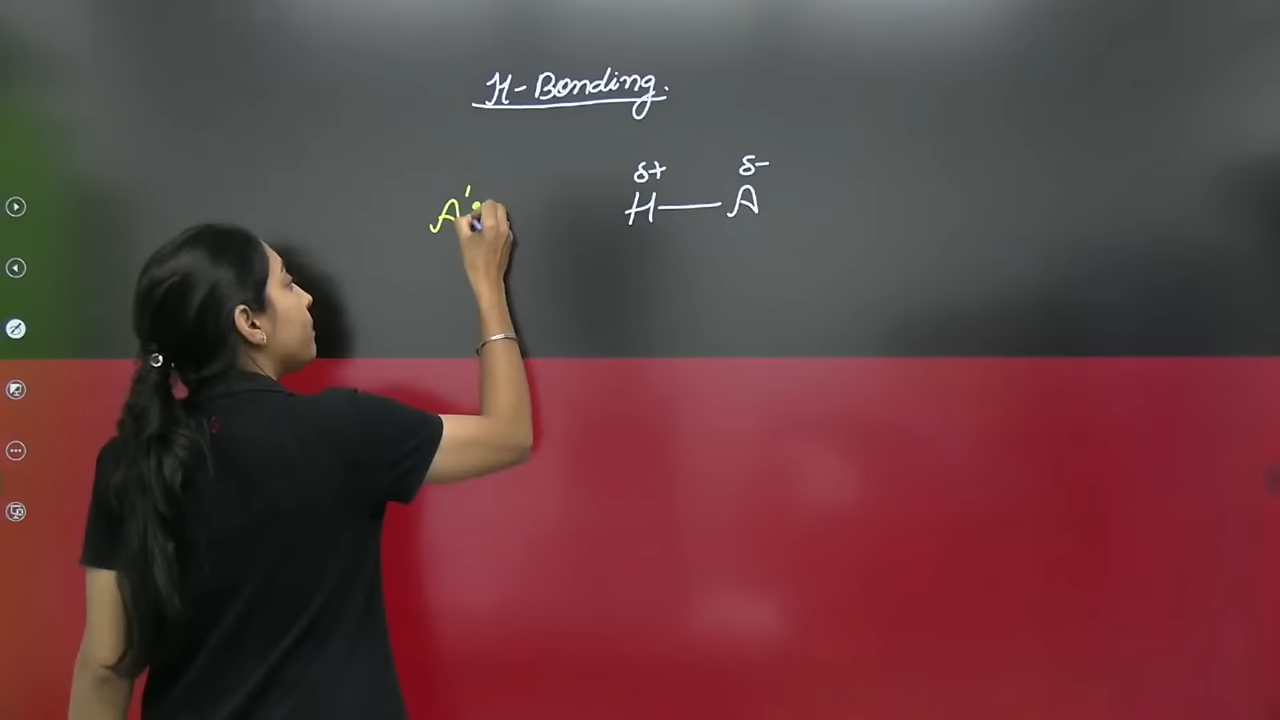 H-Bonding.
δ+ δ-
A' H—A